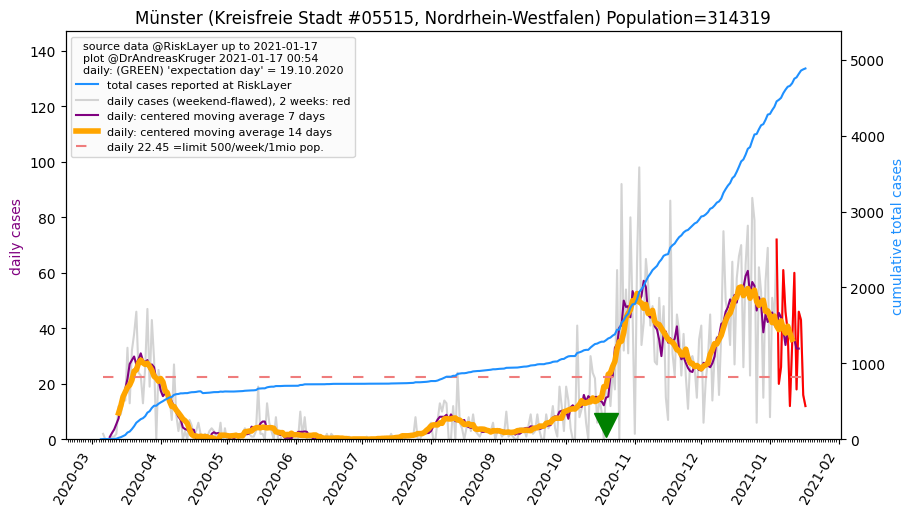 Münster (Kreisfreie Stadt #05515, Nordrhein-Westfalen) Population=314319
source data @RiskLayer up to 2021-01-17
plot @DrAndreasKruger 2021-01-17 00:54
daily: (GREEN) 'expectation day' = 19.10.2020
total cases reported at RiskLayer
daily cases (weekend-flawed), 2 weeks: red
daily: centered moving average 7 days
daily: centered moving average 14 days
daily 22.45 =limit 500/week/1mio pop.
daily cases
140
120
100
80
60
40
20
0
cumulative total cases
5000
4000
3000
2000
1000
0
2020-03
2020-04
2020-05
2020-06
2020-07
2020-08
2020-09
2020-10
2020-11
2020-12
2021-01
2021-02